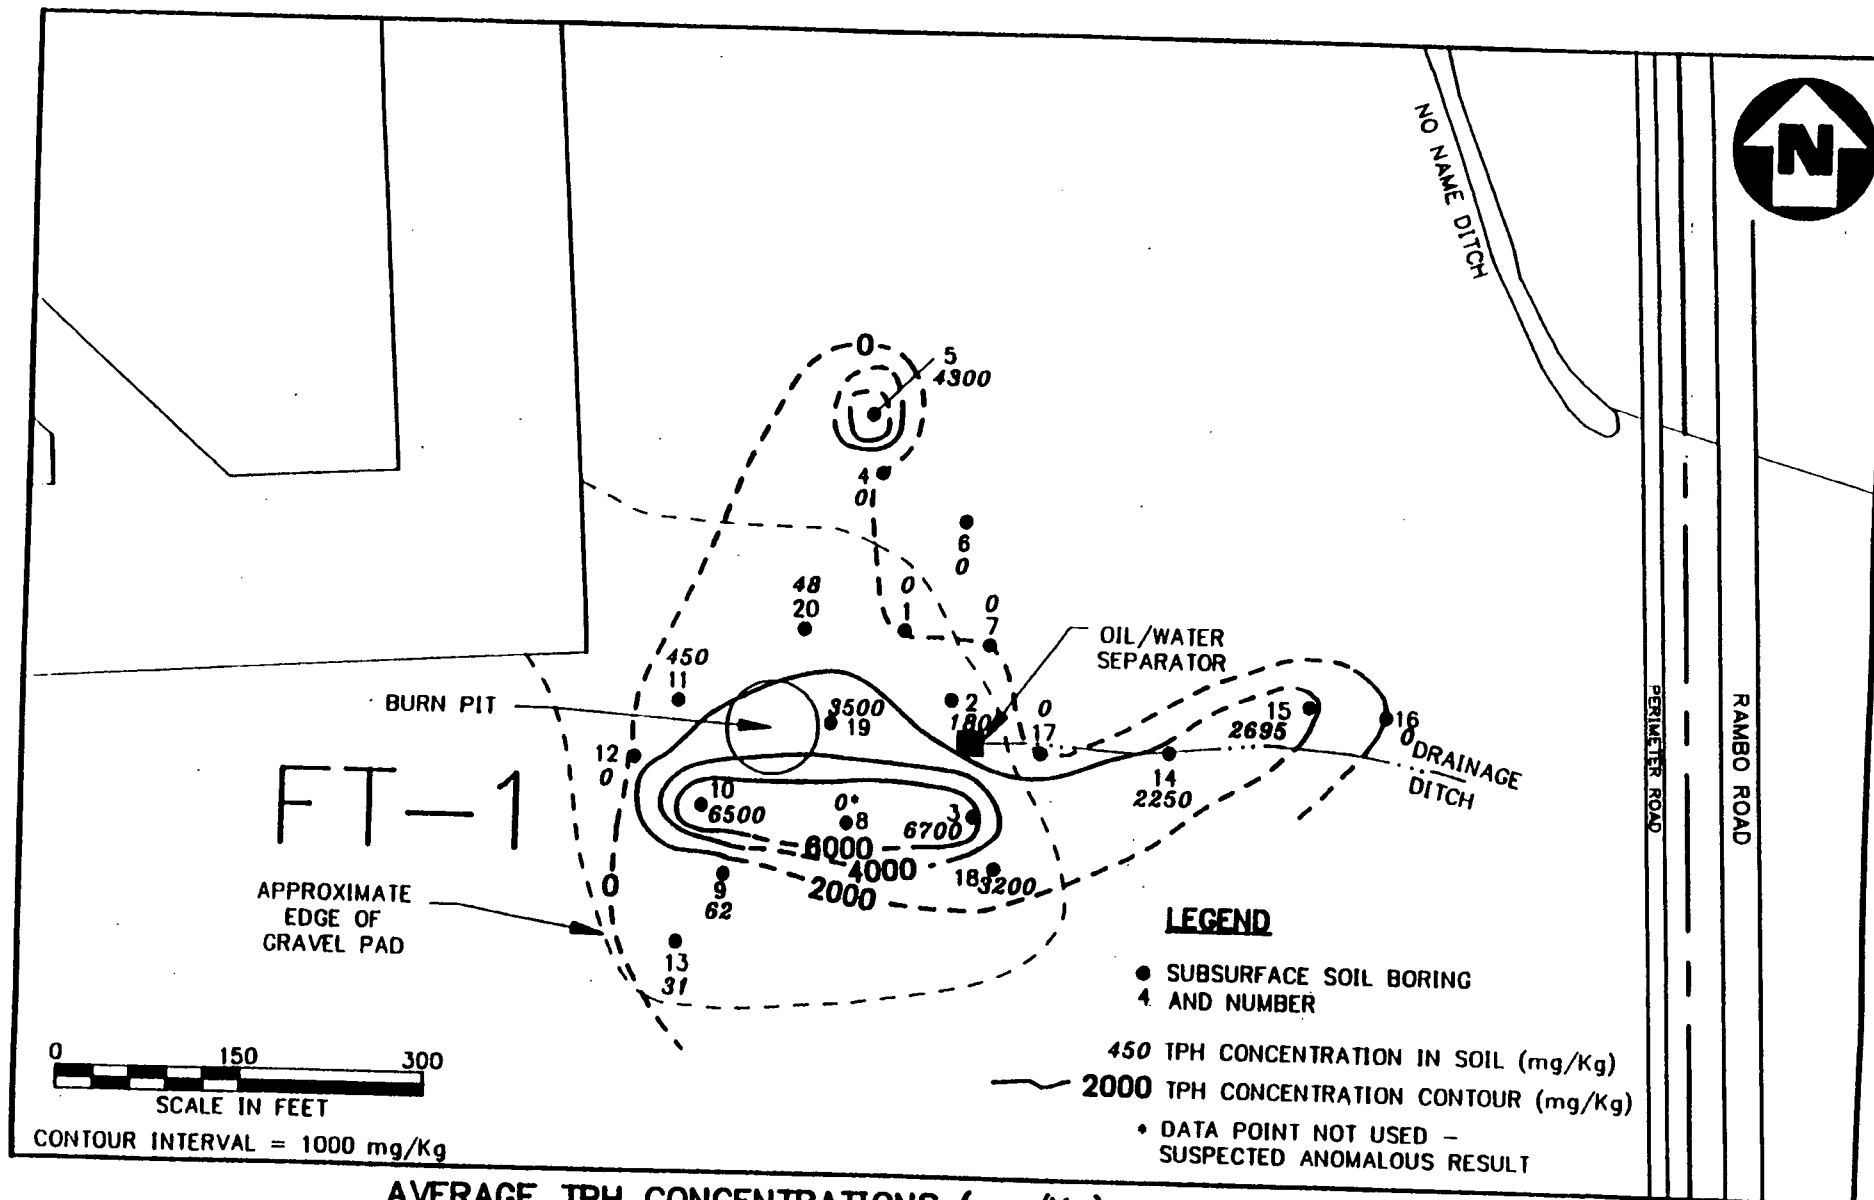 N
NO NAME DITCH
0
5
4300
4
0
6
0
48
20
0
1
0
7
OIL/WATER
SEPARATOR
450
11
BURN PIT
3500
19
2
180
0
17
15
2695
16
0
DRAINAGE
DITCH
14
2250
12
0
FT-1
10
6500
0*
8
3
6700
6000
4000
2000
18
3200
9
62
0
13
31
APPROXIMATE
EDGE OF
GRAVEL PAD
PERIMETER ROAD
RAMBO ROAD
LEGEND
SUBSURFACE SOIL BORING
4 AND NUMBER
450 TPH CONCENTRATION IN SOIL (mg/Kg)
2000 TPH CONCENTRATION CONTOUR (mg/Kg)
* DATA POINT NOT USED -
SUSPECTED ANOMALOUS RESULT
0 150 300
SCALE IN FEET
CONTOUR INTERVAL = 1000 mg/Kg
AVERAGE TPH CONCENTRATIONS